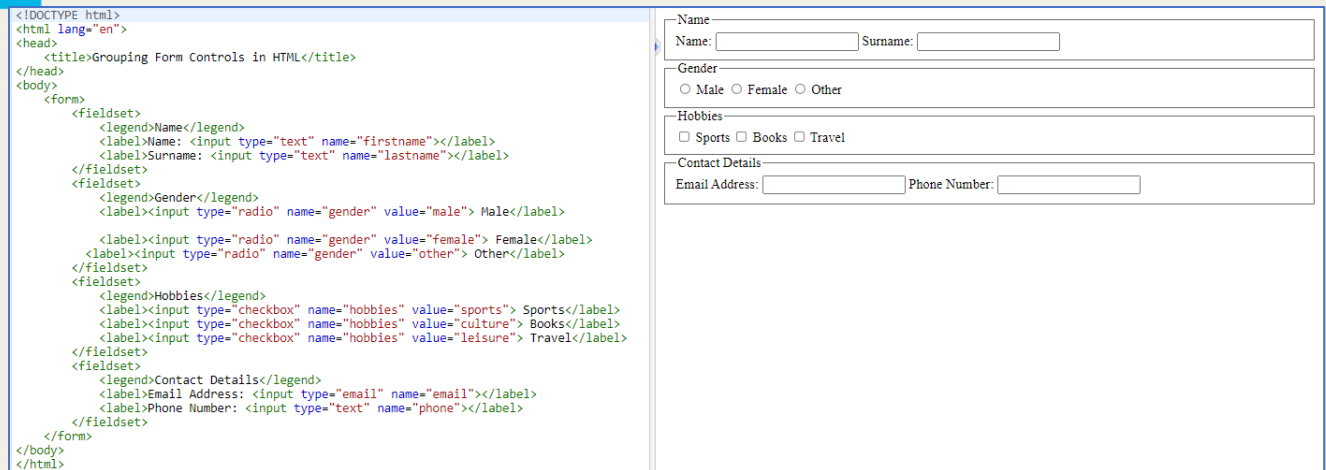 <!DOCTYPE html>
<html lang="en">
<head>
    <title>Grouping Form Controls in HTML</title>
</head>
<body>
    <form>
        <fieldset>
            <legend>Name</legend>
            <label>Name: <input type="text" name="firstname"></label>
            <label>Surname: <input type="text" name="lastname"></label>
        </fieldset>
        <fieldset>
            <legend>Gender</legend>
            <label><input type="radio" name="gender" value="male"> Male</label>

            <label><input type="radio" name="gender" value="female"> Female</label>
          <label><input type="radio" name="gender" value="other"> Other</label>
        </fieldset>
        <fieldset>
            <legend>Hobbies</legend>
            <label><input type="checkbox" name="hobbies" value="sports"> Sports</label>
            <label><input type="checkbox" name="hobbies" value="culture"> Books</label>
            <label><input type="checkbox" name="hobbies" value="leisure"> Travel</label>
        </fieldset>
        <fieldset>
            <legend>Contact Details</legend>
            <label>Email Address: <input type="email" name="email"></label>
            <label>Phone Number: <input type="text" name="phone"></label>
        </fieldset>
    </form>
</body>
</html>
Name
Name: Surname:
Gender
Male Female Other
Hobbies
Sports Books Travel
Contact Details
Email Address: Phone Number: